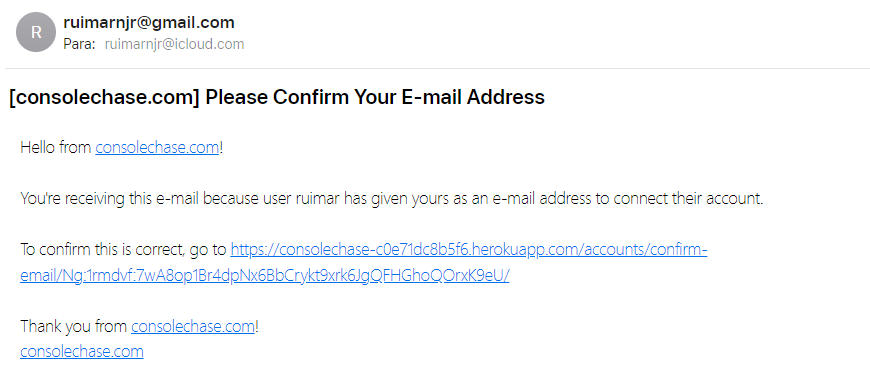 R
ruimarnjr@gmail.com
Para: ruimarnjr@icloud.com
[consolechase.com] Please Confirm Your E-mail Address
Hello from consolechase.com!
You're receiving this e-mail because user ruimar has given yours as an e-mail address to connect their account.
To confirm this is correct, go to https://consolechase-c0e71dc8b5f6.herokuapp.com/accounts/confirm-
email/Ng:1rmdvf:7wA8op1Br4dpNx6BbCrykt9xrk6JgQFHGhoQOrxK9eU/
Thank you from consolechase.com!
consolechase.com